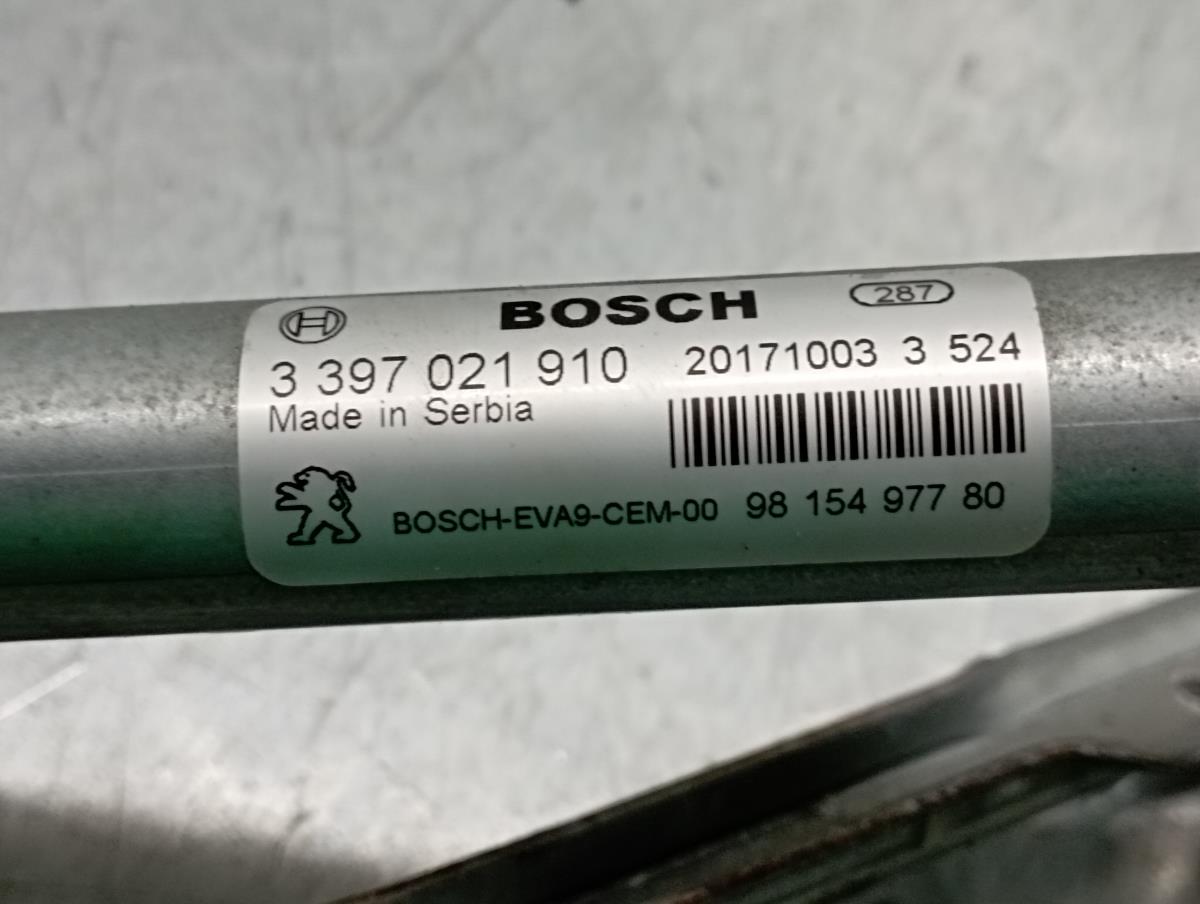 BOSCH 287
3 397 021 910 20171003 3 524
Made in Serbia
BOSCH-EVA9-CEM-00 98 154 977 80